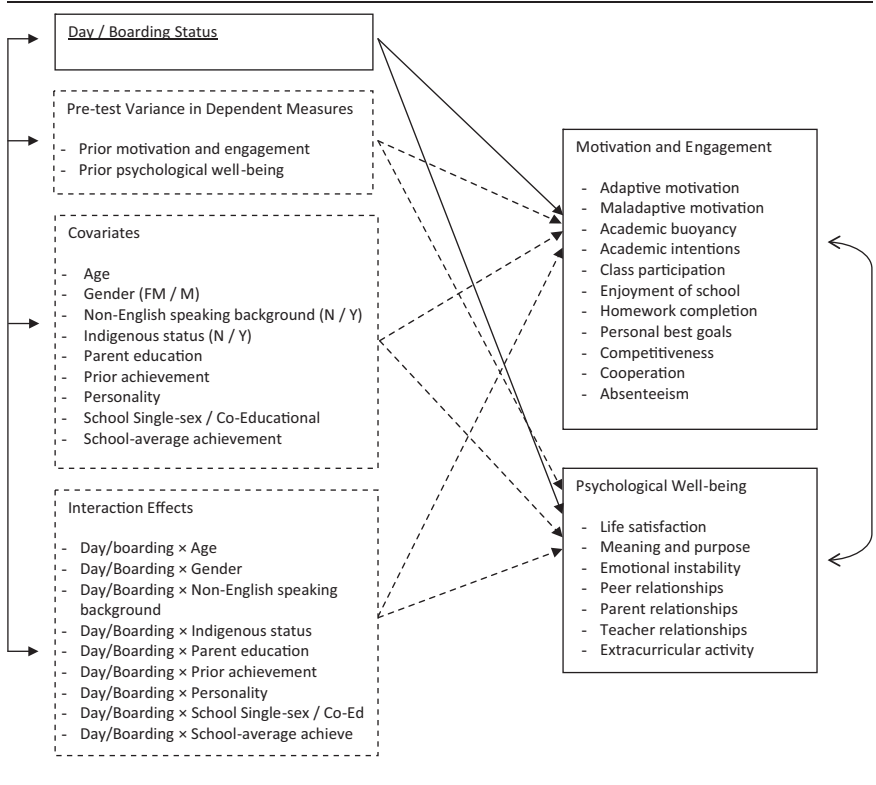 Day / Boarding Status
Pre-test Variance in Dependent Measures
- Prior motivation and engagement
- Prior psychological well-being
Covariates
- Age
- Gender (FM / M)
- Non-English speaking background (N / Y)
- Indigenous status (N / Y)
- Parent education
- Prior achievement
- Personality
- School Single-sex / Co-Educational
- School-average achievement
Interaction Effects
- Day/boarding × Age
- Day/Boarding × Gender
- Day/Boarding × Non-English speaking
background
- Day/Boarding × Indigenous status
- Day/Boarding × Parent education
- Day/Boarding × Prior achievement
- Day/Boarding × Personality
- Day/Boarding × School Single-sex / Co-Ed
- Day/Boarding × School-average achieve
Motivation and Engagement
- Adaptive motivation
- Maladaptive motivation
- Academic buoyancy
- Academic intentions
- Class participation
- Enjoyment of school
- Homework completion
- Personal best goals
- Competitiveness
- Cooperation
- Absenteeism
Psychological Well-being
- Life satisfaction
- Meaning and purpose
- Emotional instability
- Peer relationships
- Parent relationships
- Teacher relationships
- Extracurricular activity